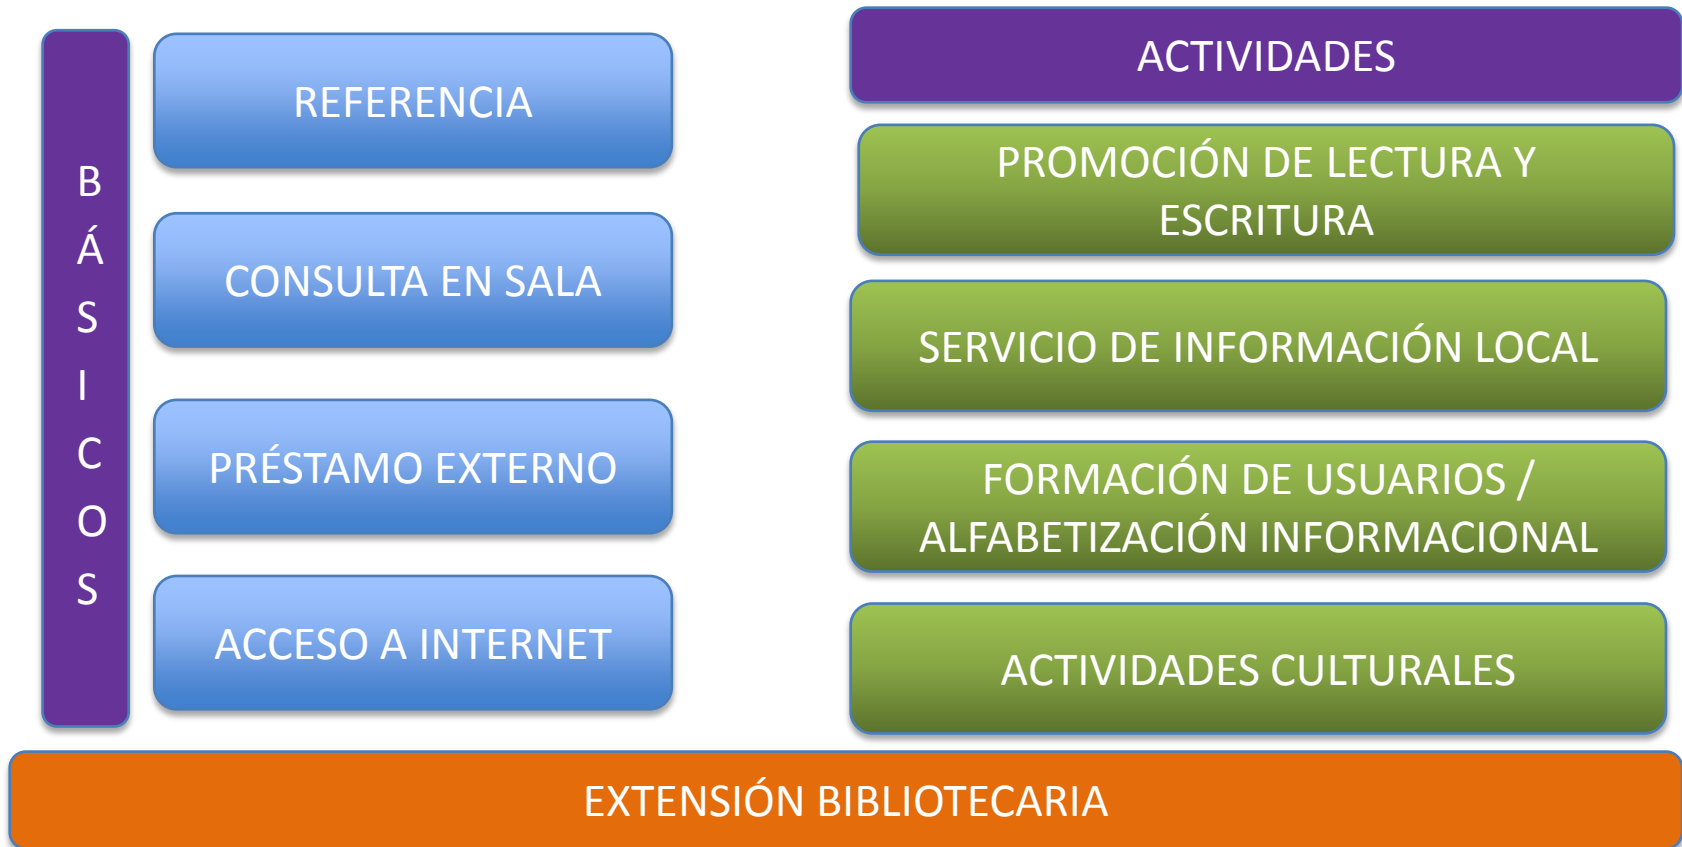 BÁSICOS
REFERENCIA
CONSULTA EN SALA
PRÉSTAMO EXTERNO
ACCESO A INTERNET
ACTIVIDADES
PROMOCIÓN DE LECTURA Y
ESCRITURA
SERVICIO DE INFORMACIÓN LOCAL
FORMACIÓN DE USUARIOS /
ALFABETIZACIÓN INFORMACIONAL
ACTIVIDADES CULTURALES
EXTENSIÓN BIBLIOTECARIA